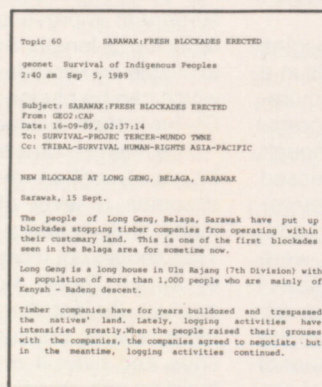 Topic 60 SARAWAK:FRESH BLOCKADES ERECTED
geonet Survival of Indigenous Peoples
2:40 am Sep 5, 1989
Subject: SARAWAK:FRESH BLOCKADES ERECTED
From: GEO2:CAP
Date: 16-09-89, 02:37:14
To: SURVIVAL-PROJEC TERCER-MUNDO TWNE
Cc: TRIBAL-SURVIVAL HUMAN-RIGHTS ASIA-PACIFIC
NEW BLOCKADE AT LONG GENG, BELAGA, SARAWAK
Sarawak, 15 Sept.
The people of Long Geng, Belaga, Sarawak have put up
blockades stopping timber companies from operating within
their customary land. This is one of the first blockades
seen in the Belaga area for sometime now.
Long Geng is a long house in Ulu Rajang (7th Division) with
a population of more than 1,000 people who are mainly of
Kenyah - Badeng descent.
Timber companies have for years bulldozed and trespassed
the natives' land. Lately, logging activities have
intensified greatly.When the people raised their grouses
with the companies, the companies agreed to negotiate but
in the meantime, logging activities continued.